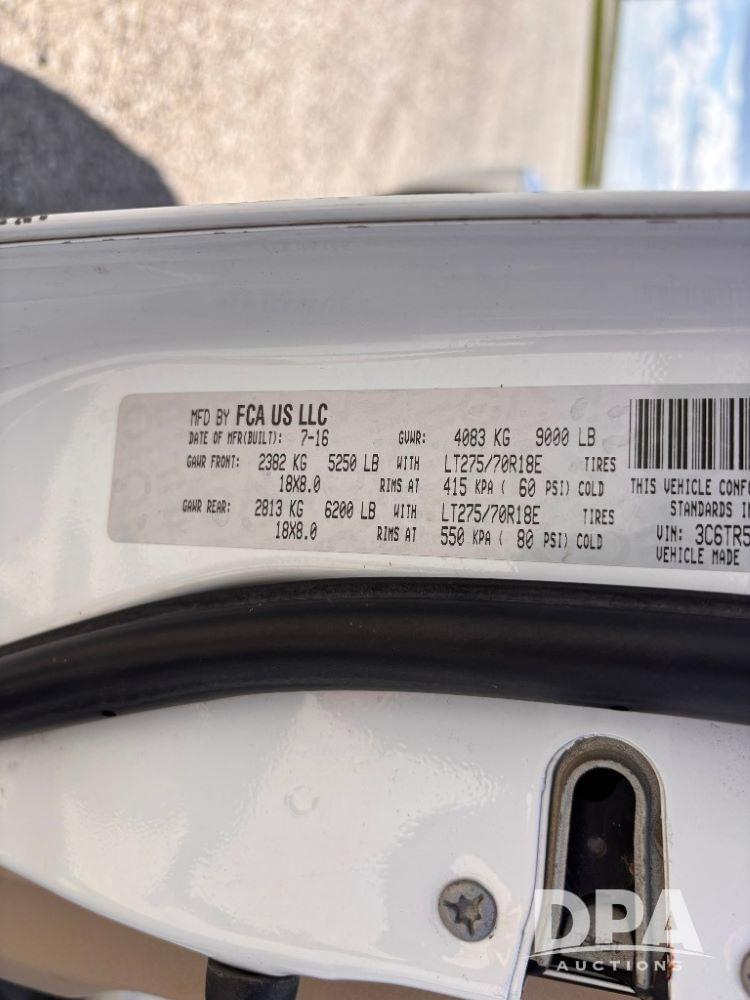 MFD BY FCA US LLC
DATE OF MFR(BUILT): 7-16 GVWR: 4083 KG 9000 LB
GAWR FRONT: 2382 KG 5250 LB WITH LT275/70R18E TIRES
18X8.0 RIMS AT 415 KPA ( 60 PSI) COLD
GAWR REAR: 2813 KG 6200 LB WITH LT275/70R18E TIRES
18X8.0 RIMS AT 550 KPA ( 80 PSI) COLD
THIS VEHICLE CONF
STANDARDS I
VIN: 3C6TR5
VEHICLE MADE
DPA
AUCTIONS